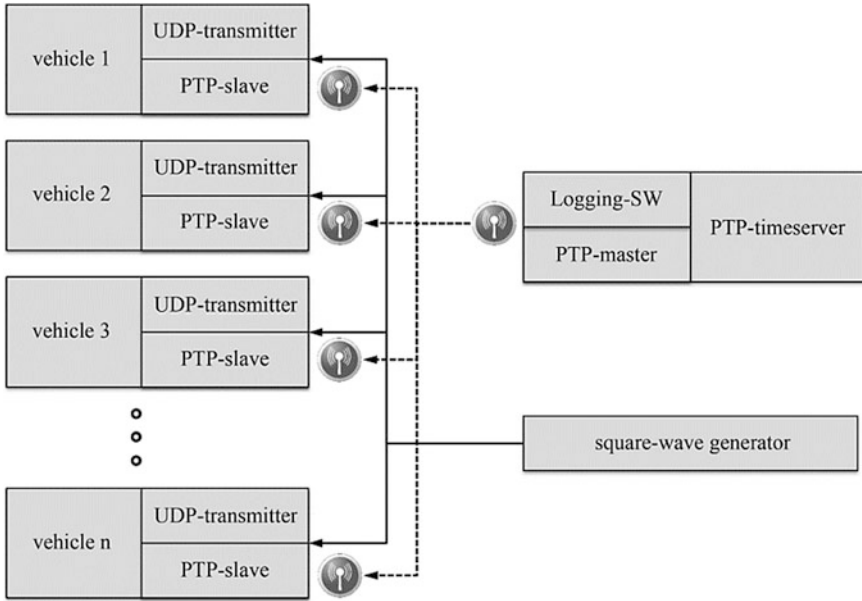 vehicle 1
UDP-transmitter
PTP-slave
vehicle 2
UDP-transmitter
PTP-slave
vehicle 3
UDP-transmitter
PTP-slave
vehicle n
UDP-transmitter
PTP-slave
Logging-SW
PTP-master
PTP-timeserver
square-wave generator